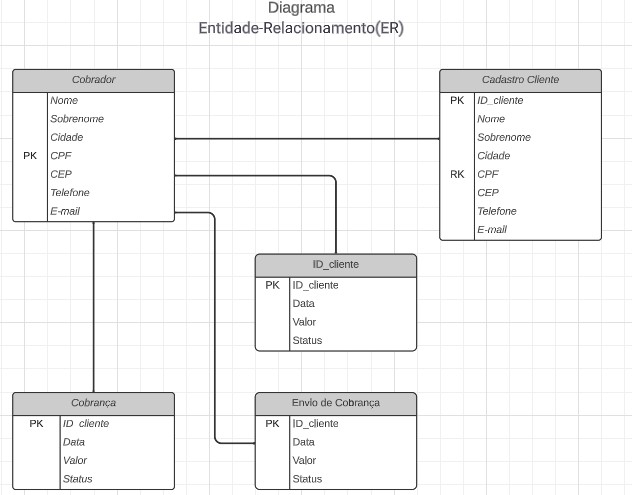 Diagrama
Entidade-Relacionamento(ER)
Cobrador
Nome
Sobrenome
Cidade
PK CPF
CEP
Telefone
E-mail
Cadastro Cliente
PK ID_cliente
Nome
Sobrenome
Cidade
RK CPF
CEP
Telefone
E-mail
ID_cliente
PK ID_cliente
Data
Valor
Status
Cobrança
PK ID cliente
Data
Valor
Status
Envio de Cobrança
PK ID_cliente
Data
Valor
Status